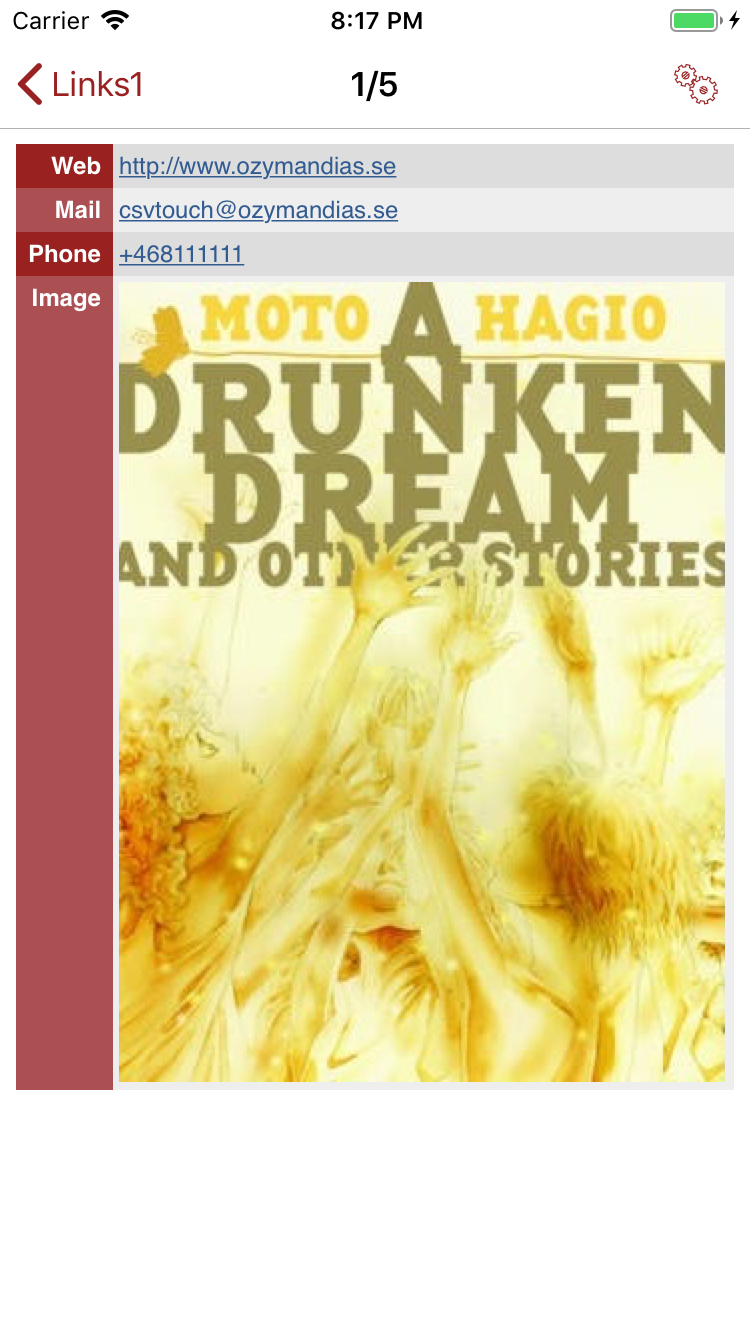 Carrier 8:17 PM
Links1 1/5
Web http://www.ozymandias.se
Mail csvtouch@ozymandias.se
Phone +468111111
Image
MOTO A HAGIO
DRUNKEN
DREAM
AND OTHER STORIES